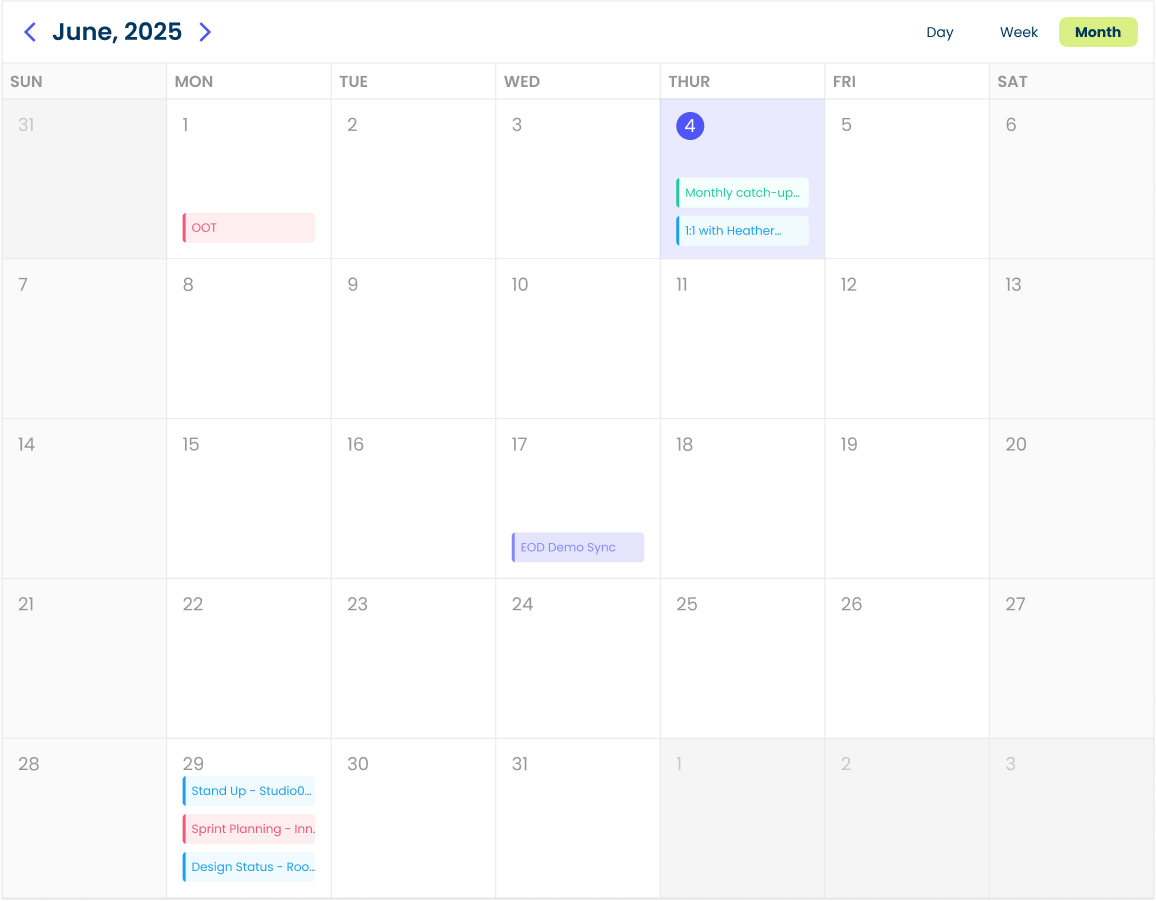 June, 2025
Day Week Month
SUN MON TUE WED THUR FRI SAT
31 1 2 3 4 5 6
Monthly catch-up...
OOT
1:1 with Heather...
7 8 9 10 11 12 13
14 15 16 17 18 19 20
EOD Demo Sync
21 22 23 24 25 26 27
28 29 30 31 1 2 3
Stand Up - Studio0...
Sprint Planning - Inn.
Design Status - Roo...